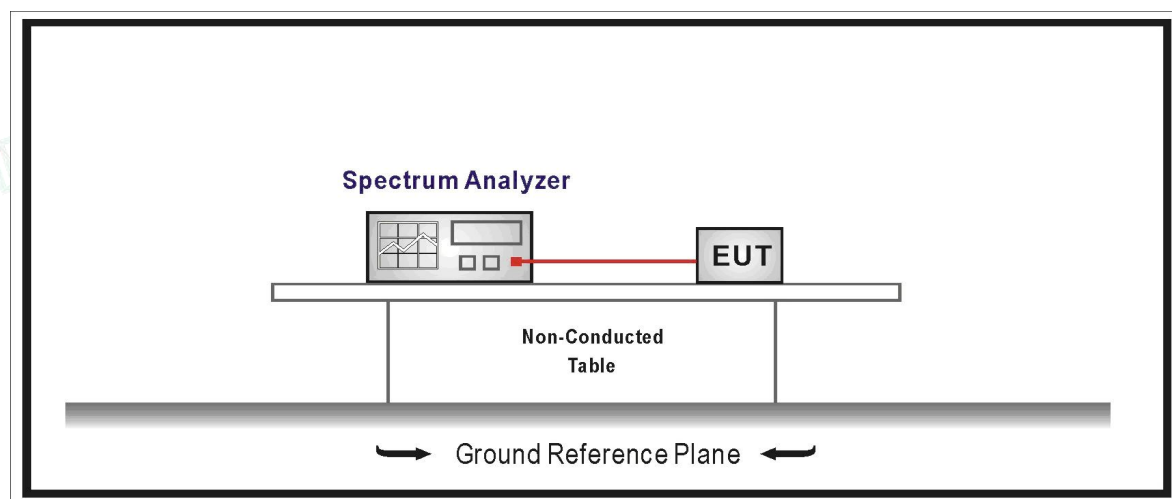 Spectrum Analyzer
EUT
Non-Conducted
Table
Ground Reference Plane